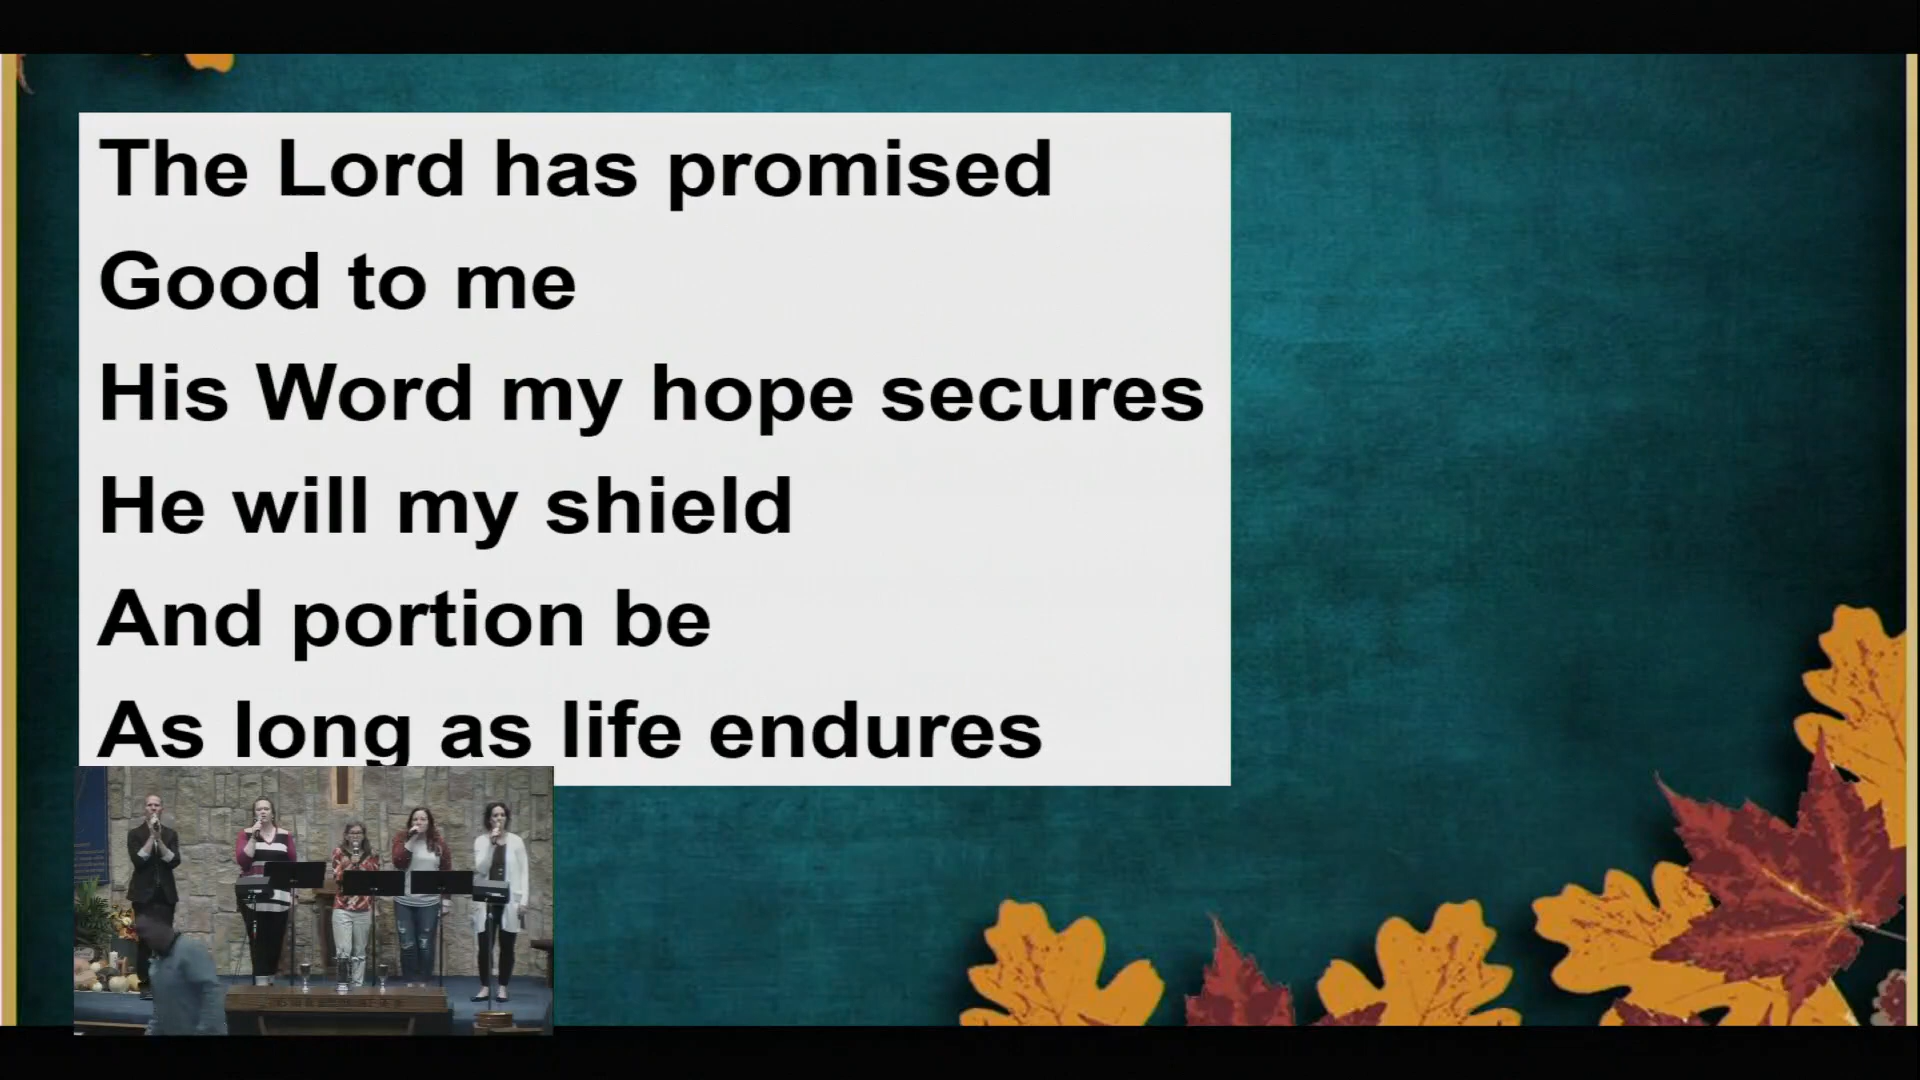 The Lord has promised
Good to me
His Word my hope secures
He will my shield
And portion be
As long as life endures